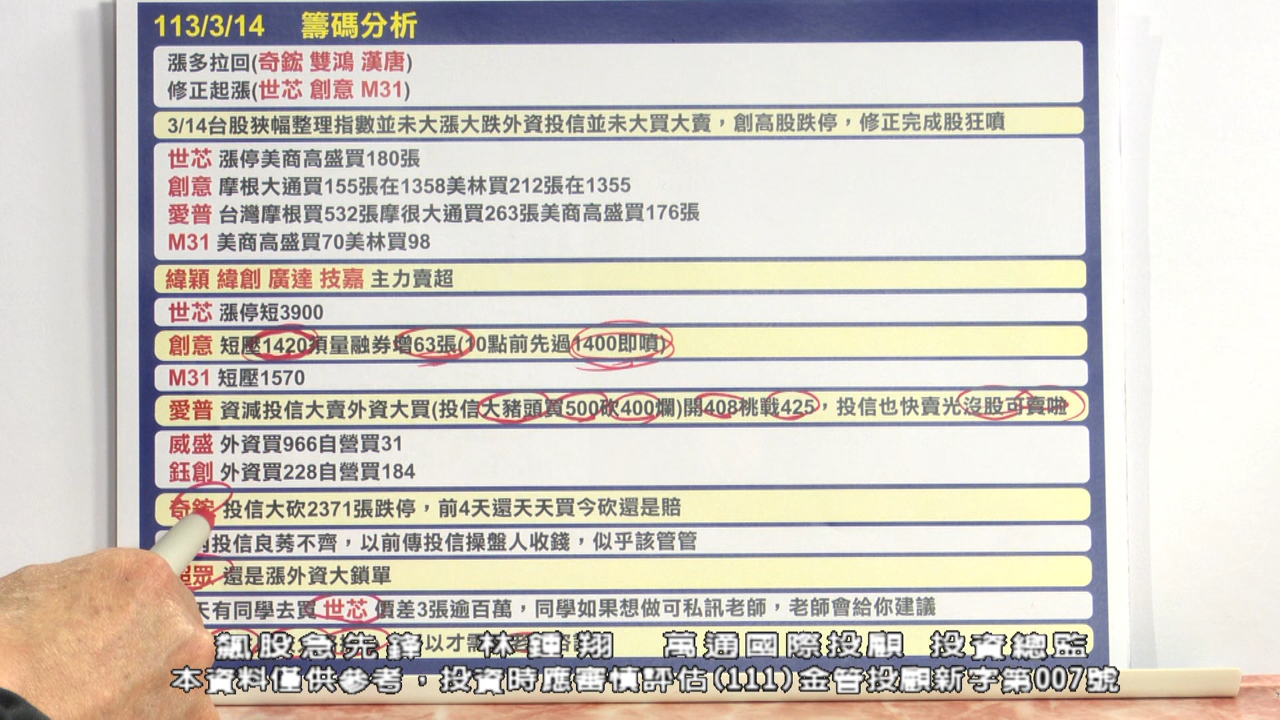 113/3/14 籌碼分析
漲多拉回(奇鋐 雙鴻 漢唐)
修正起漲(世芯 創意 M31)
3/14台股狹幅整理指數並未大漲大跌外資投信並未大買大賣，創高股跌停，修正完成股狂噴
世芯 漲停美商高盛買180張
創意 摩根大通買155張在1358美林買212張在1355
愛普 台灣摩根買532張摩很大通買263張美商高盛買176張
M31 美商高盛買70美林買98
緯穎 緯創 廣達 技嘉 主力賣超
世芯 漲停短3900
創意 短壓1420須量融券增63張(10點前先過1400即噴)
M31 短壓1570
愛普 資減投信大賣外資大買(投信大豬頭買500砍400爛)開408挑戰425，投信也快賣光沒股可賣啦
威盛 外資買966自營買31
鈺創 外資買228自營買184
奇鋐 投信大砍2371張跌停，前4天還天天買今砍還是賠
投信良莠不齊，以前傳投信操盤人收錢，似乎該管管
眾 還是漲外資大鎖單
天有同學去買 世芯 價差3張逾百萬，同學如果想做可私訊老師，老師會給你建議
以才需
飆股急先鋒 林鍾翔 萬通國際投顧 投資總監
本資料僅供參考，投資時應審慎評估(111)金管投顧新字第007號